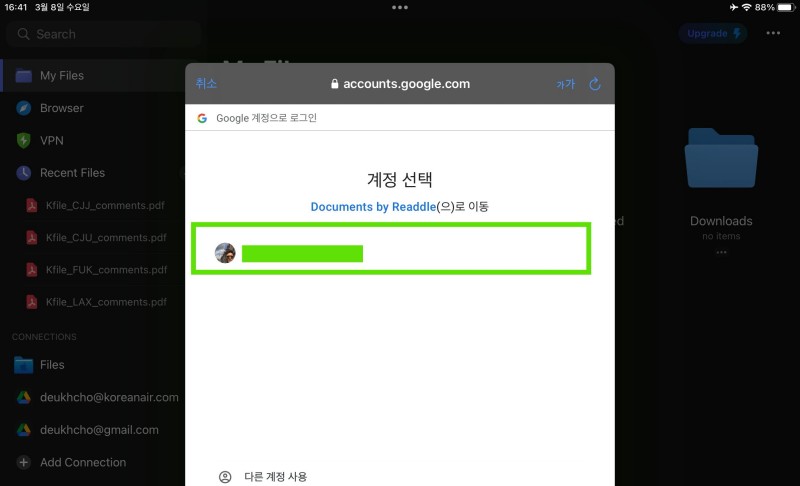 16:41 3월 8일 수요일
88%
Search
Upgrade
My Files
취소
accounts.google.com
가가
Google 계정으로 로그인
My Files
Browser
VPN
Recent Files
Kfile_CJJ_comments.pdf
Kfile_CJU_comments.pdf
Kfile_FUK_comments.pdf
Kfile_LAX_comments.pdf
CONNECTIONS
Files
deukhcho@koreanair.com
deukhcho@gmail.com
Add Connection
계정 선택
Documents by Readdle(으)로 이동
다른 계정 사용
Downloads
no items